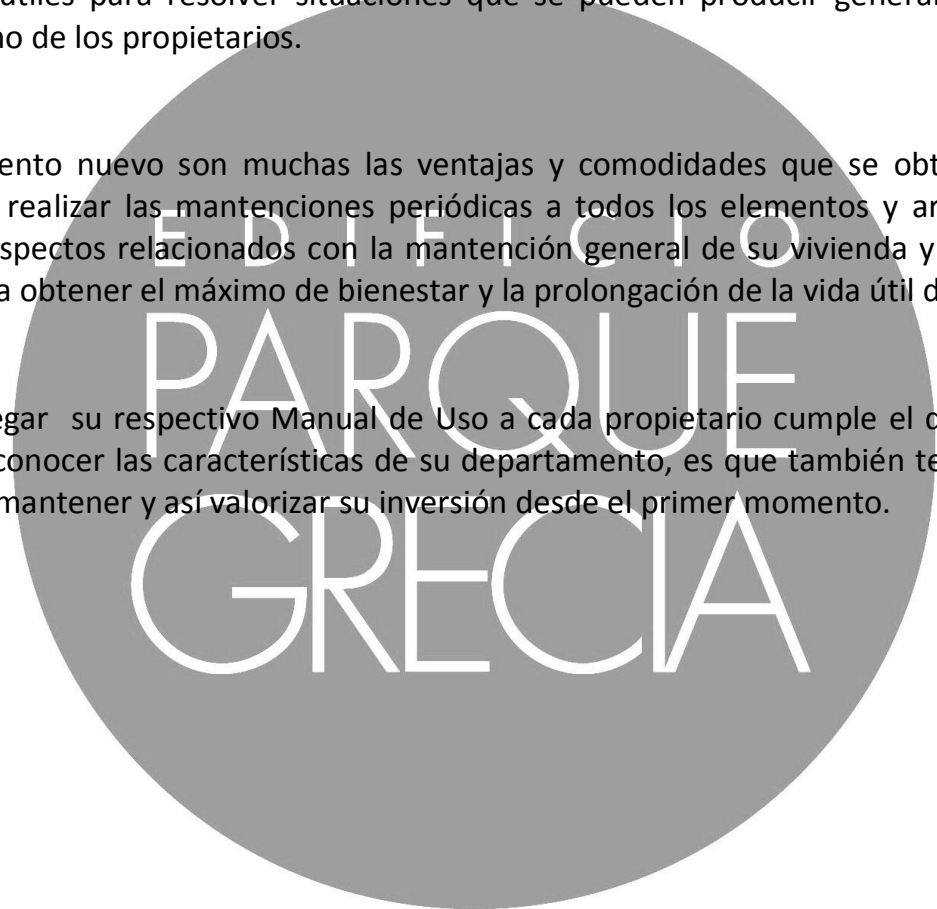 útiles para resolver situaciones que se pueden producir general
no de los propietarios.
ento nuevo son muchas las ventajas y comodidades que se obt
realizar las mantenciones periódicas a todos los elementos y ar
spectos relacionados con la mantención general de su vivienda y
a obtener el máximo de bienestar y la prolongación de la vida útil d
egar su respectivo Manual de Uso a cada propietario cumple el
conocer las características de su departamento, es que también te
mantener y así valorizar su inversión desde el primer momento.
EDIFICIO
PARQUE
GRECIA